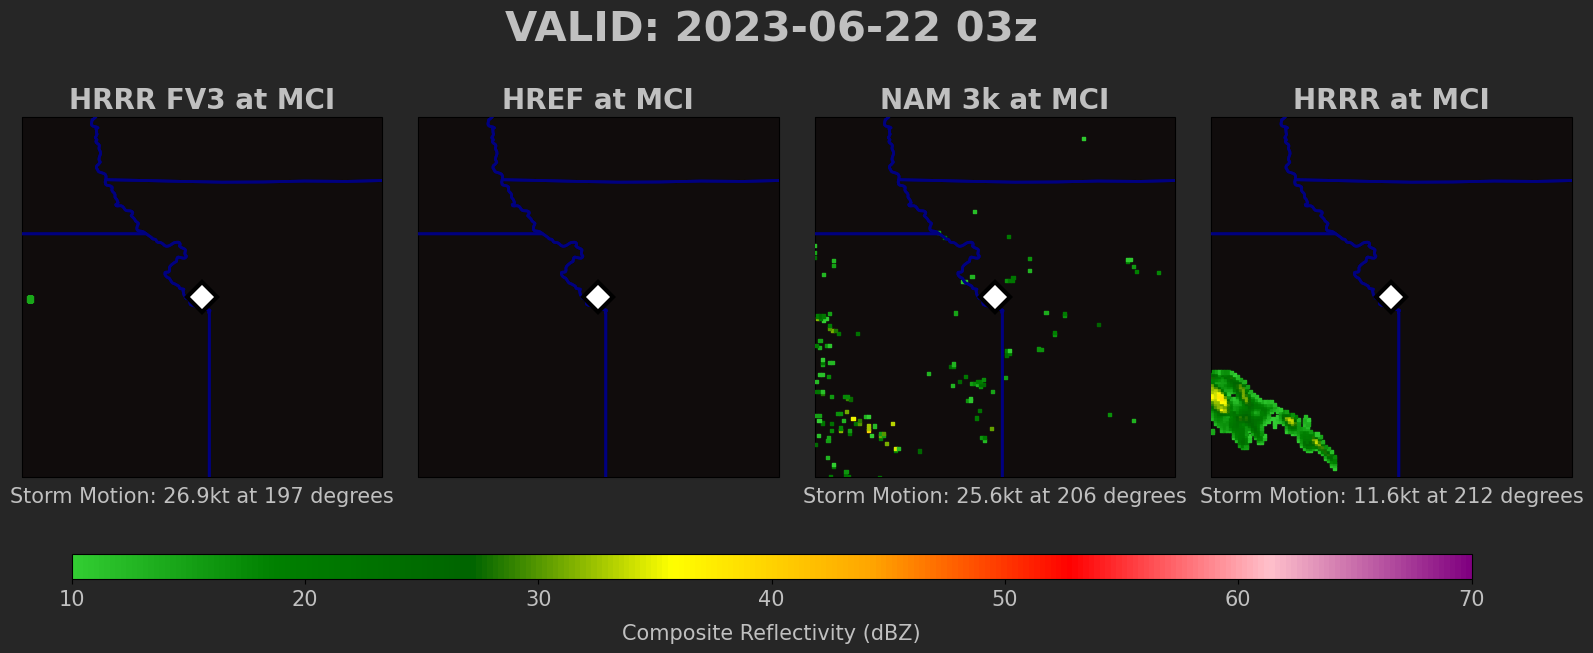 VALID: 2023-06-22 03z
HRRR FV3 at MCI
HREF at MCI
NAM 3k at MCI
HRRR at MCI
Storm Motion: 26.9kt at 197 degrees
Storm Motion: 25.6kt at 206 degrees
Storm Motion: 11.6kt at 212 degrees
10 20 30 40 50 60 70
Composite Reflectivity (dBZ)